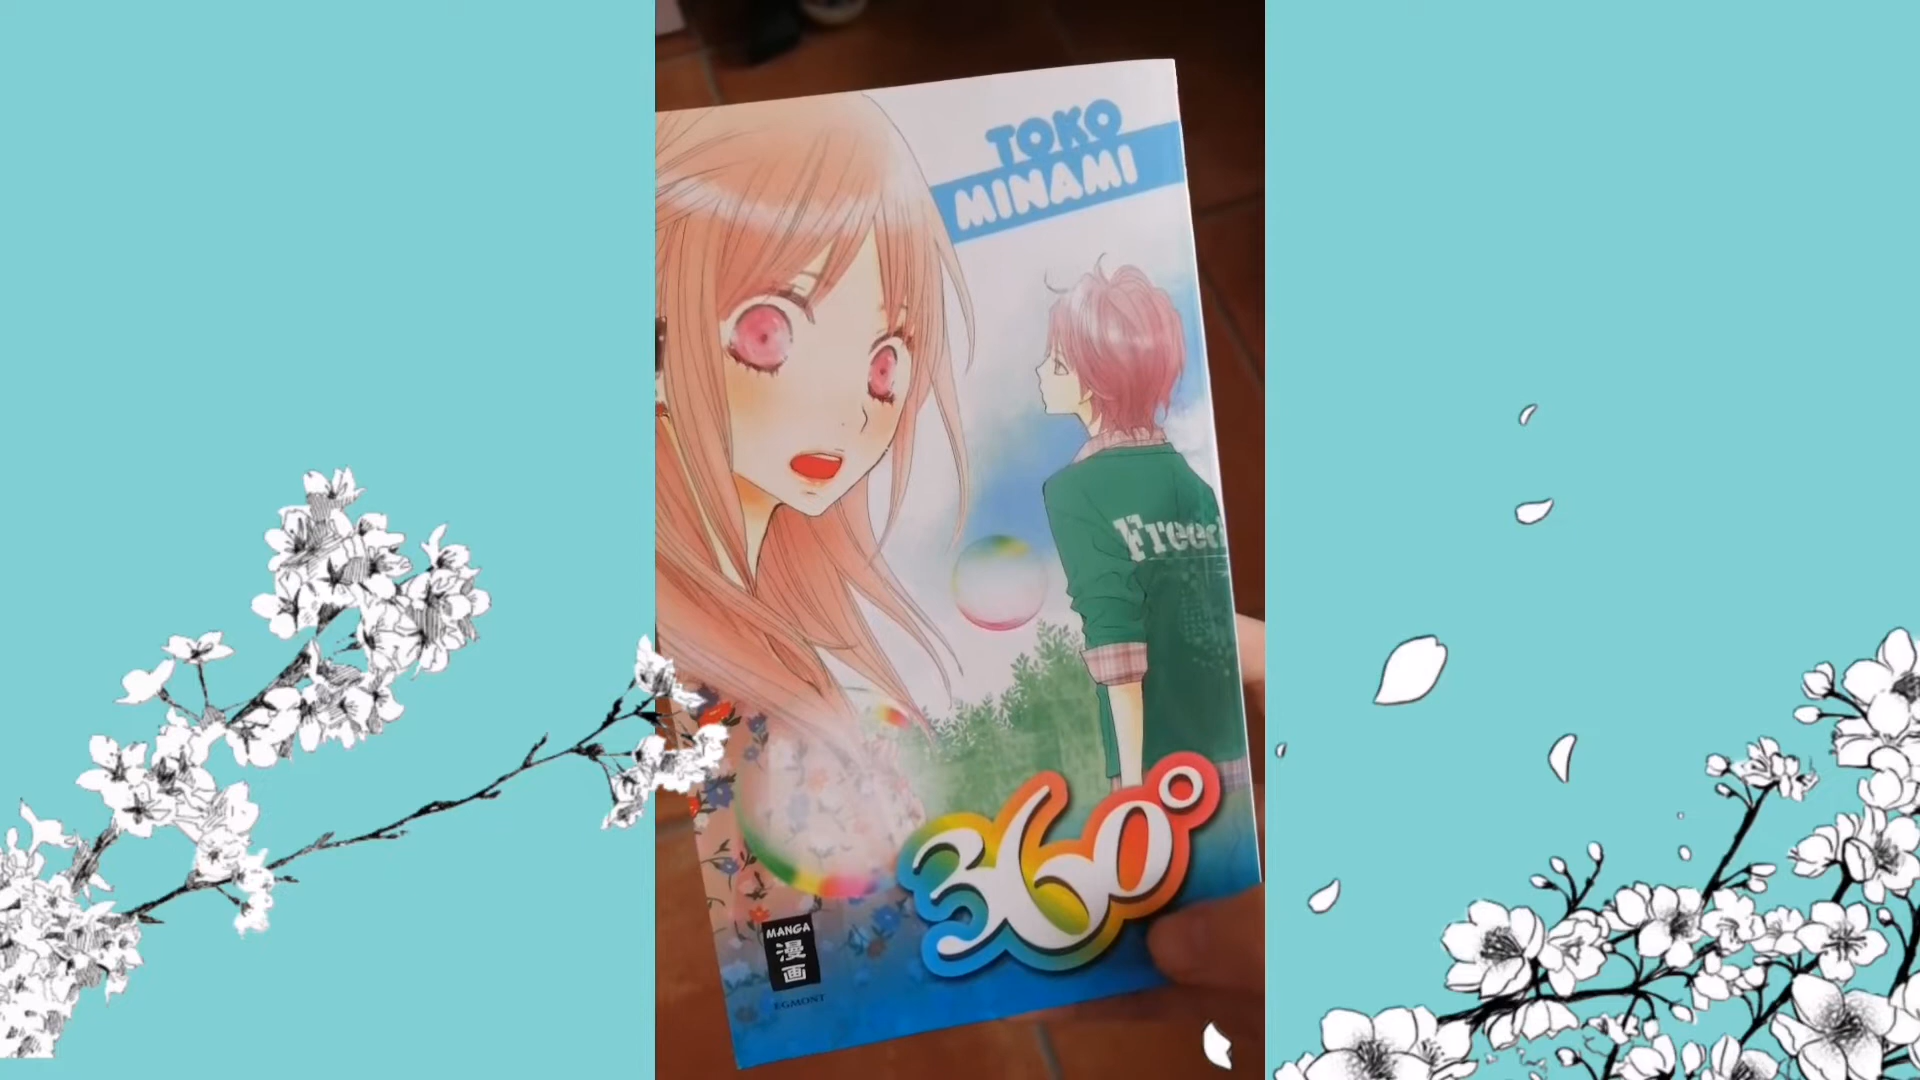 TOKO
MINAMI
Freed
360°
MANGA
漫
画
EGMONT